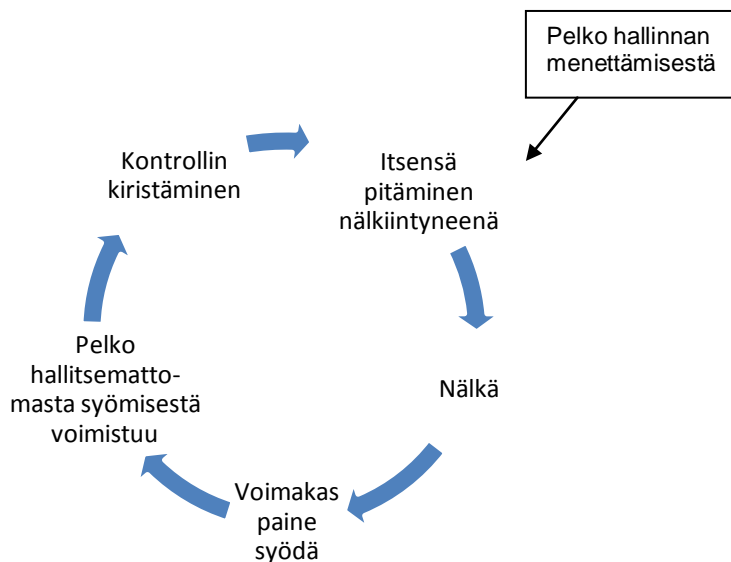 Pelko hallinnan
menettämisestä
Kontrollin
kiristäminen
Itsensä
pitäminen
nälkiintyneenä
Pelko
hallitsematto-
masta syömisestä
voimistuu
Nälkä
Voimakas
paine
syödä